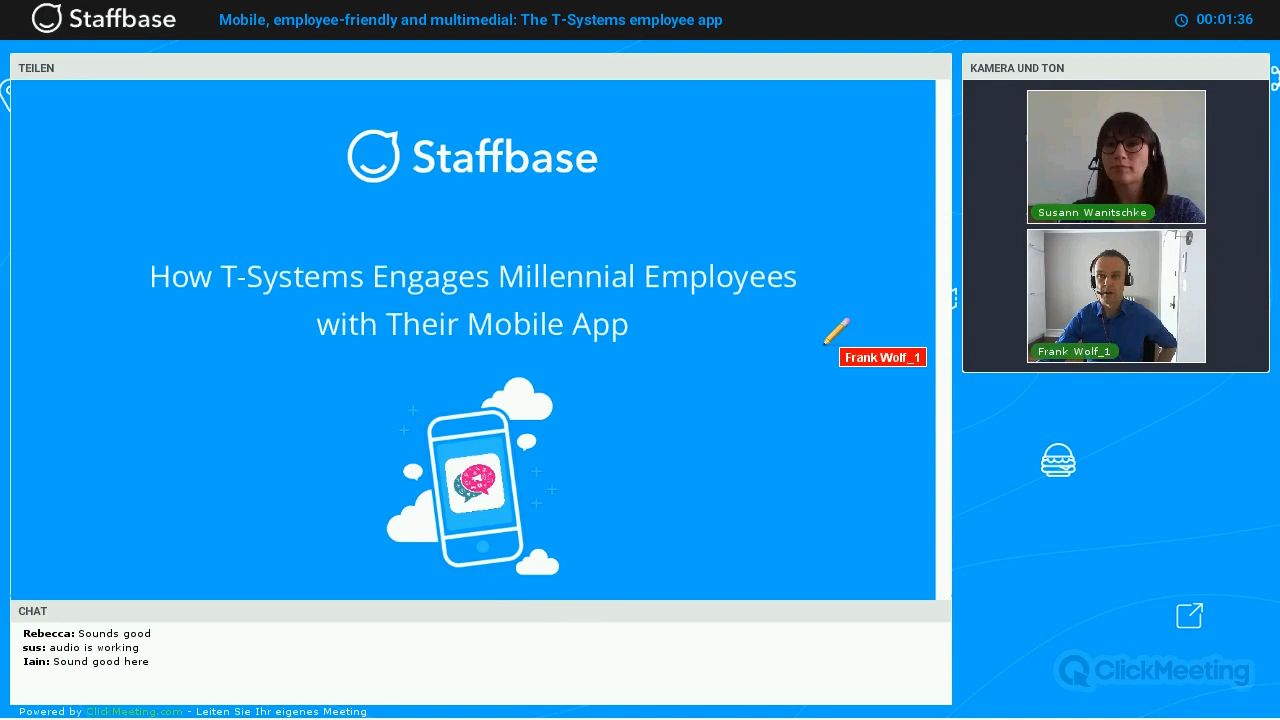 Staffbase
Mobile, employee-friendly and multimedial: The T-Systems employee app
00:01:36
TEILEN
KAMERA UND TON
Staffbase
How T-Systems Engages Millennial Employees
with Their Mobile App
Frank Wolf_1
Susann Wanitschke
Frank Wolf_1
CHAT
Rebecca: Sounds good
sus: audio is working
Iain: Sound good here
ClickMeeting
Powered by ClickMeeting.com - Leiten Sie Ihr eigenes Meeting